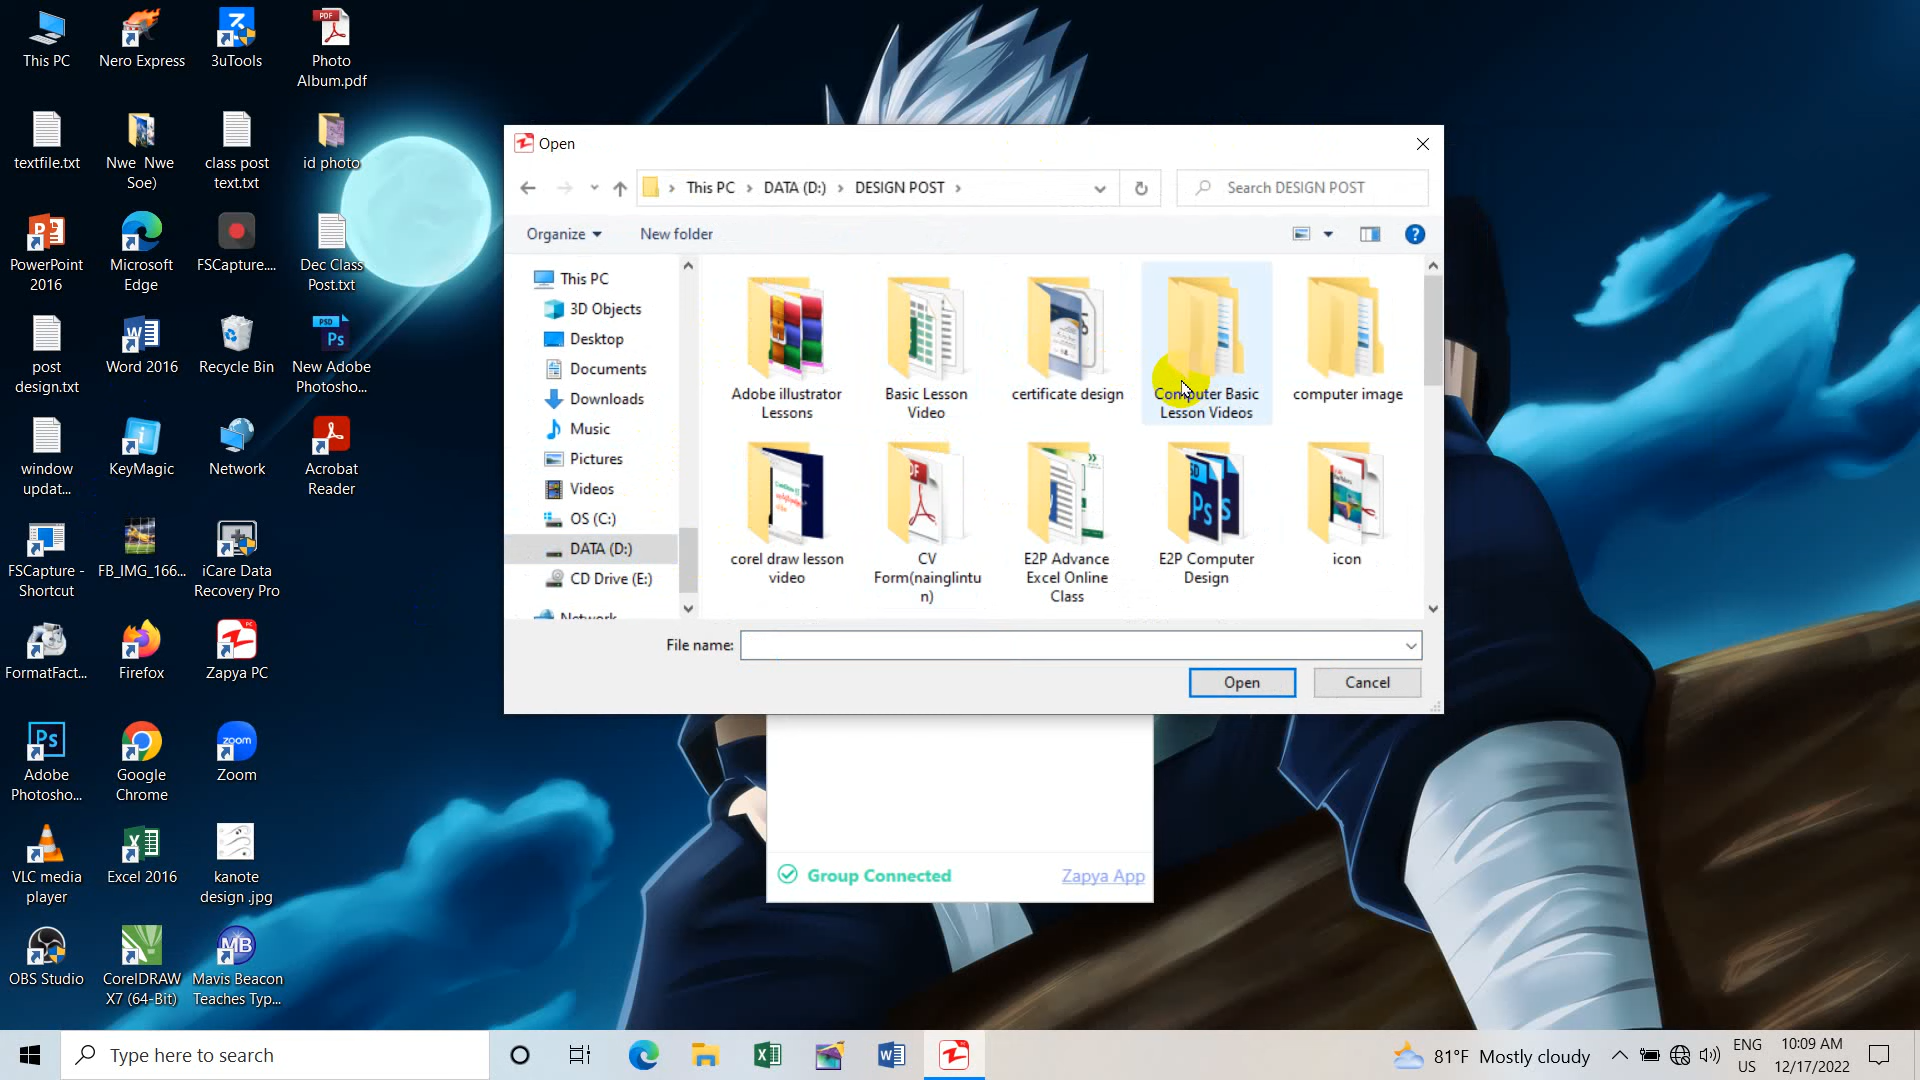 This PC
Nero Express
3uTools
Photo
Album.pdf
textfile.txt
Nwe Nwe
Soe)
class post
text.txt
id photo
PowerPoint
2016
Microsoft
Edge
FSCapture....
Dec Class
Post.txt
post
design.txt
Word 2016
Recycle Bin
New Adobe
Photosho...
window
updat...
KeyMagic
Network
Acrobat
Reader
FSCapture -
Shortcut
FB_IMG_166...
iCare Data
Recovery Pro
FormatFact...
Firefox
Zapya PC
Adobe
Photosho...
Google
Chrome
Zoom
VLC media
player
Excel 2016
kanote
design .jpg
OBS Studio
CorelDRAW
X7 (64-Bit)
Mavis Beacon
Teaches Typ...
Open
This PC › DATA (D:) › DESIGN POST ›
Search DESIGN POST
Organize
New folder
This PC
3D Objects
Desktop
Documents
Downloads
Music
Pictures
Videos
OS (C:)
DATA (D:)
CD Drive (E:)
Network
Adobe illustrator
Lessons
Basic Lesson
Video
certificate design
Computer Basic
Lesson Videos
computer image
corel draw lesson
video
CV
Form(nainglintu
n)
E2P Advance
Excel Online
Class
E2P Computer
Design
icon
File name:
Open
Cancel
Group Connected
Zapya App
Type here to search
81°F Mostly cloudy
ENG
US
10:09 AM
12/17/2022